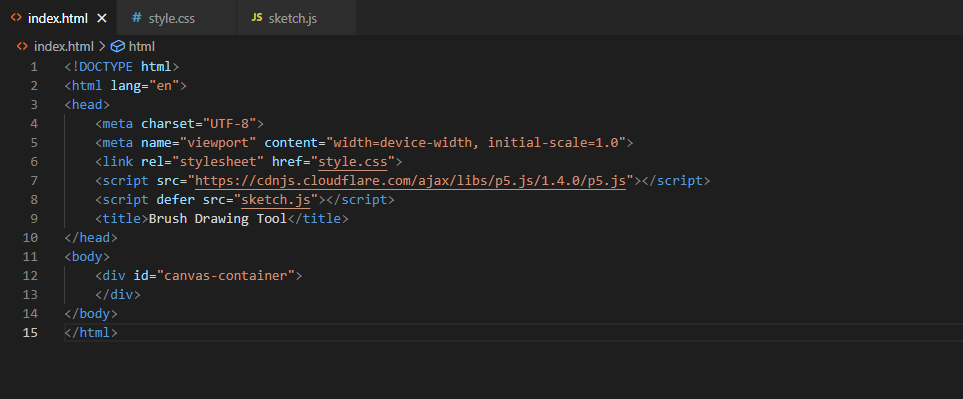 index.html × # style.css JS sketch.js
index.html > html
1 <!DOCTYPE html>
2 <html lang="en">
3 <head>
4     <meta charset="UTF-8">
5     <meta name="viewport" content="width=device-width, initial-scale=1.0">
6     <link rel="stylesheet" href="style.css">
7     <script src="https://cdnjs.cloudflare.com/ajax/libs/p5.js/1.4.0/p5.js"></script>
8     <script defer src="sketch.js"></script>
9     <title>Brush Drawing Tool</title>
10 </head>
11 <body>
12     <div id="canvas-container">
13     </div>
14 </body>
15 </html>